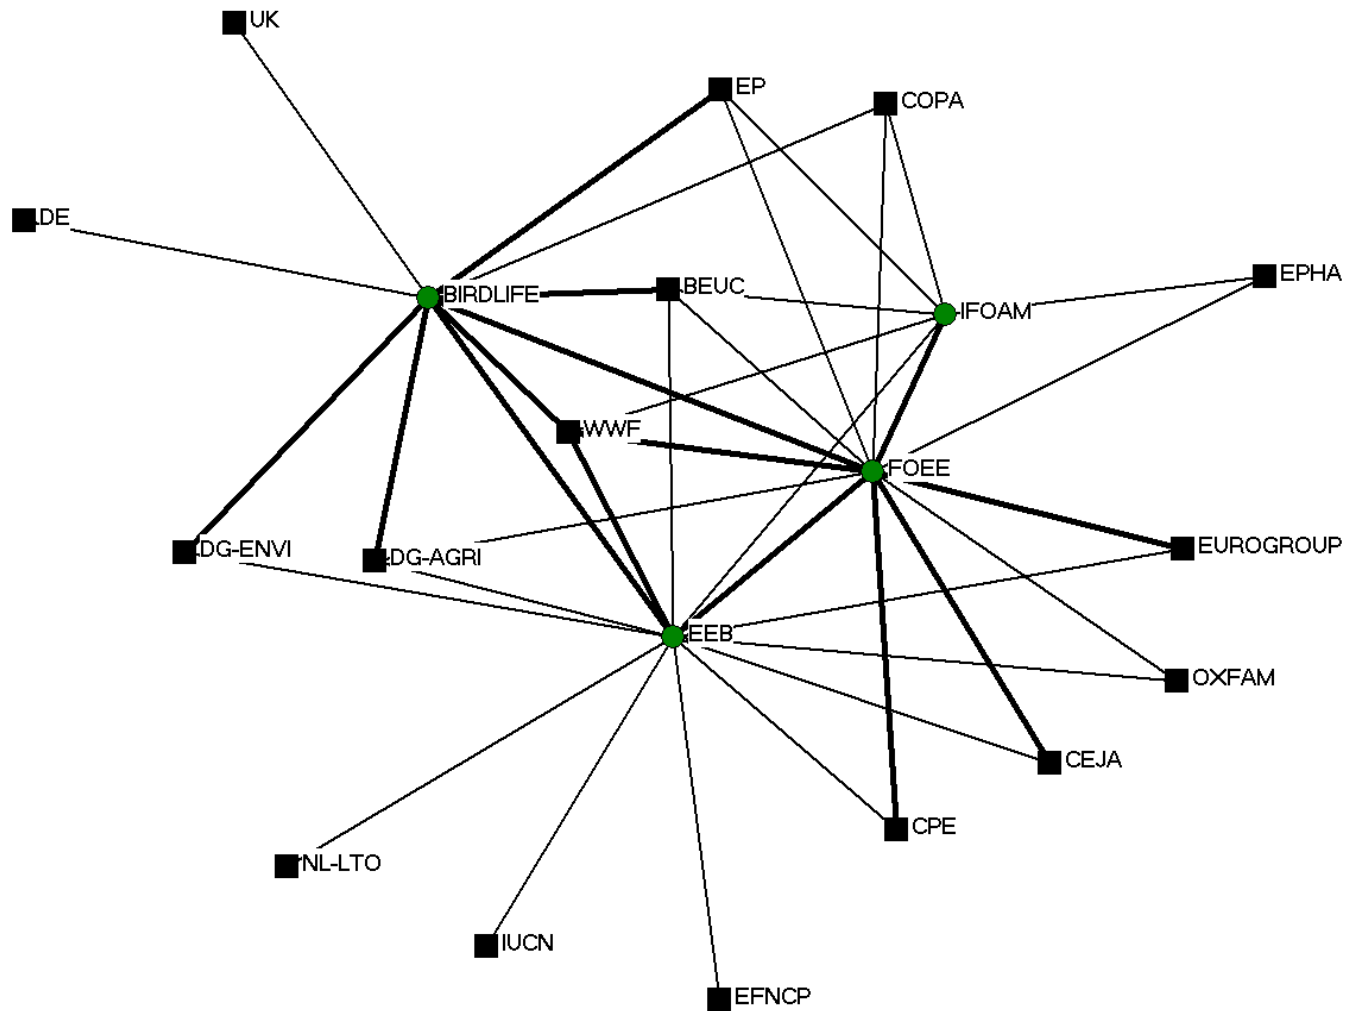 UK
EP
COPA
DE
EPHA
BEUC
BIRDLIFE
IFOAM
WWF
FOEE
DG-ENVI
DG-AGRI
EUROGROUP
EEB
OXFAM
CEJA
CPE
NL-LTO
IUCN
EFNCP